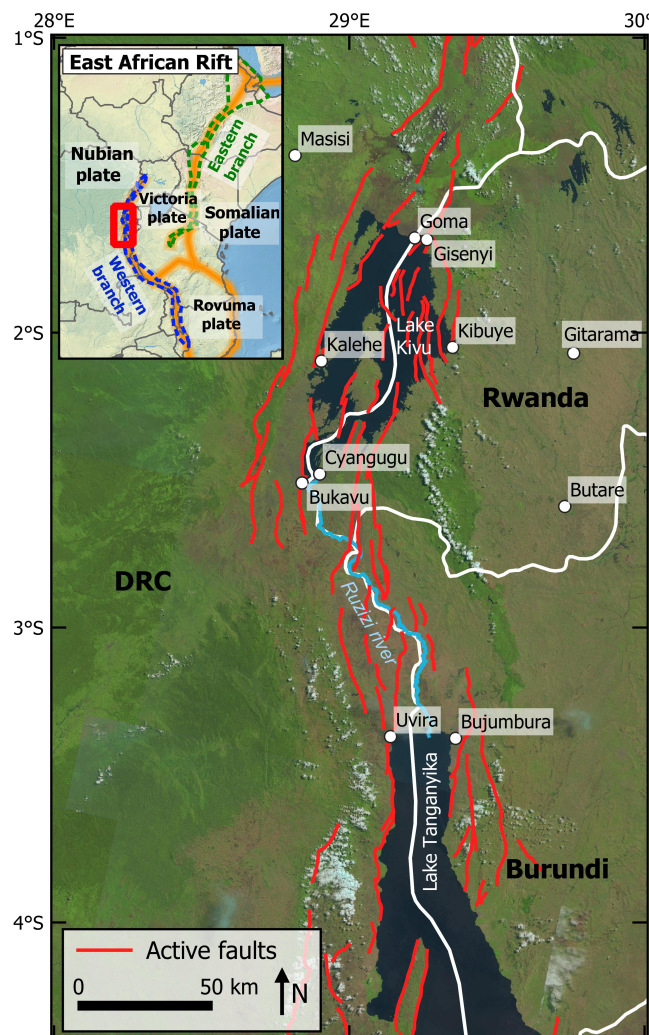 28°E
29°E
30°
1°S
East African Rift
Nubian
plate
Eastern
branch
Victoria
plate
Somalian
plate
Western
branch
Rovuma
plate
Masisi
Goma
Gisenyi
2°S
Lake
Kivu
Kibuye
Gitarama
Kalehe
Rwanda
Cyangugu
Bukavu
Butare
DRC
Ruzizi river
3°S
Uvira
Bujumbura
Lake Tanganyika
Burundi
4°S
Active faults
0
50 km
N